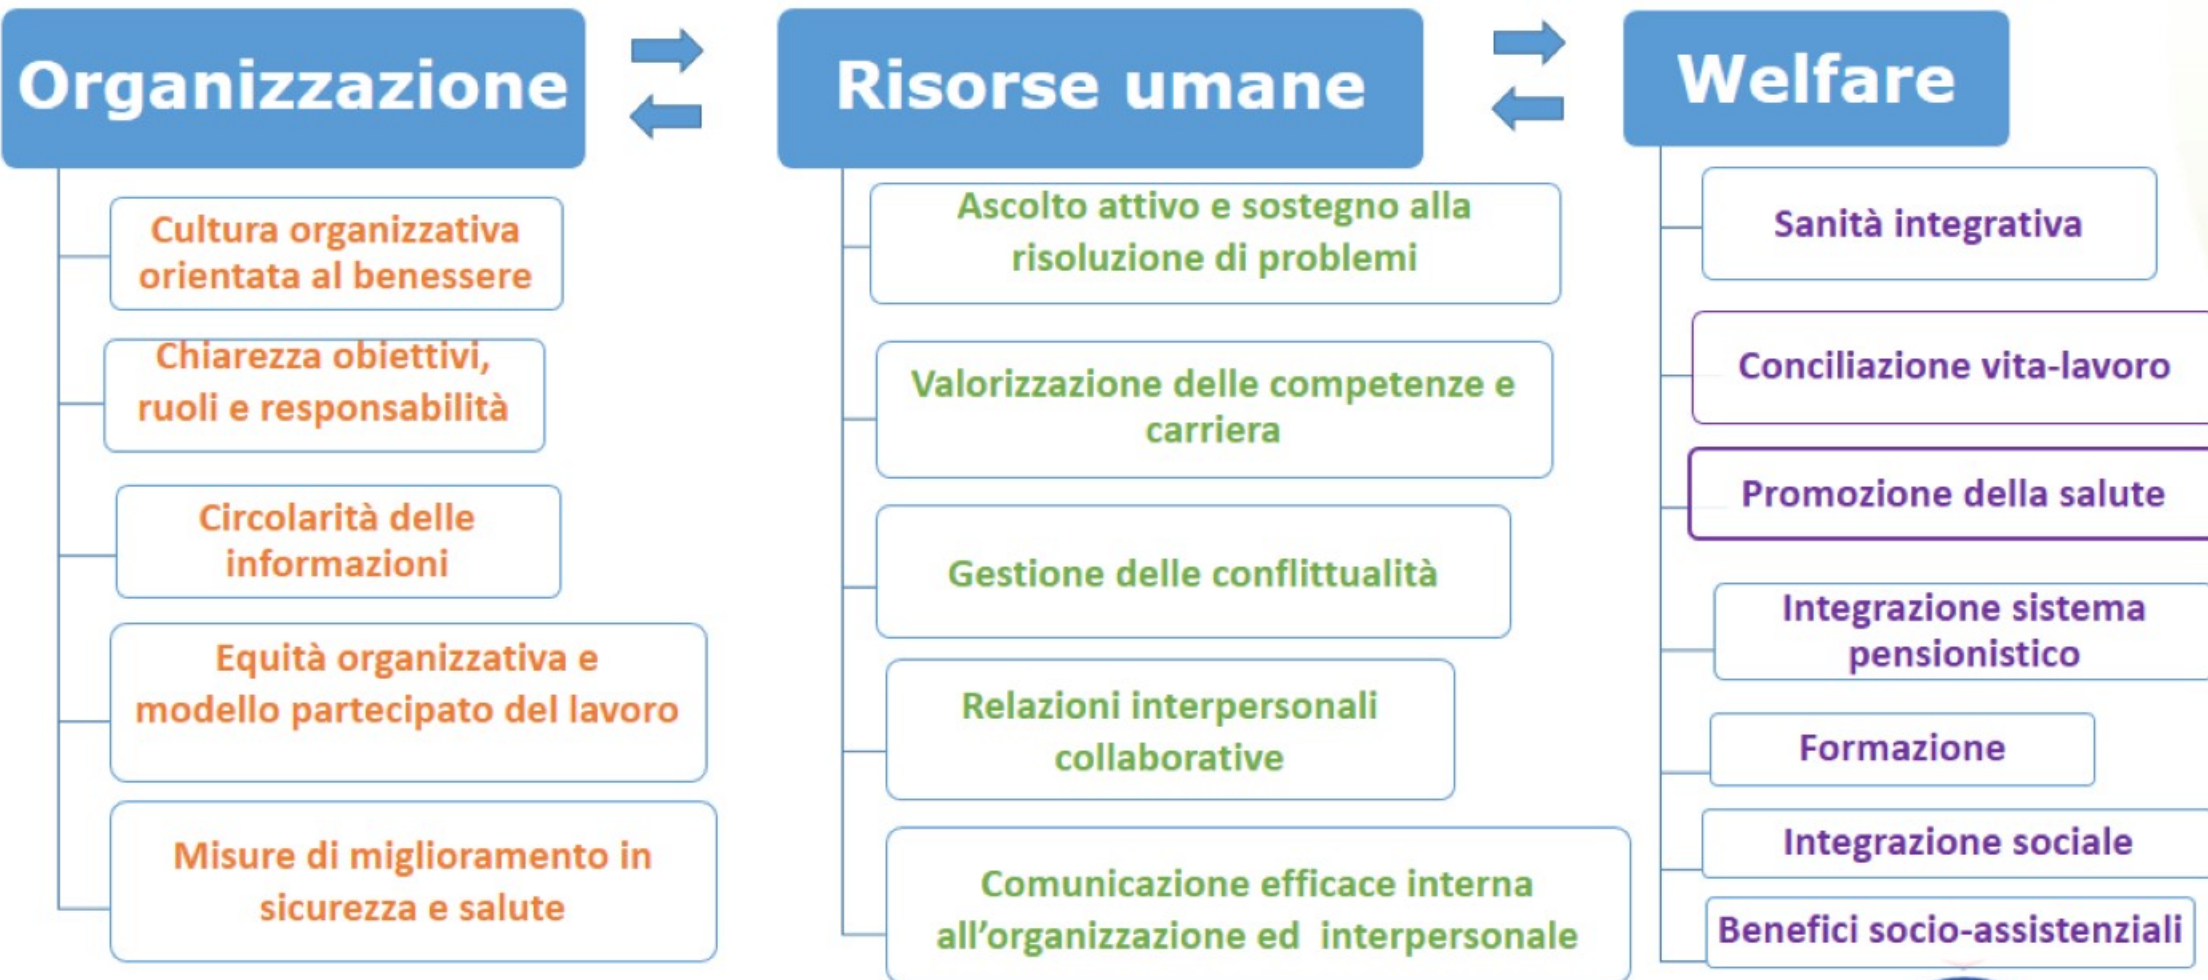 Organizzazione
Cultura organizzativa
orientata al benessere
Chiarezza obiettivi,
ruoli e responsabilità
Circolarità delle
informazioni
Equità organizzativa e
modello partecipato del lavoro
Misure di miglioramento in
sicurezza e salute
Risorse umane
Ascolto attivo e sostegno alla
risoluzione di problemi
Valorizzazione delle competenze e
carriera
Gestione delle conflittualità
Relazioni interpersonali
collaborative
Comunicazione efficace interna
all’organizzazione ed  interpersonale
Welfare
Sanità integrativa
Conciliazione vita-lavoro
Promozione della salute
Integrazione sistema
pensionistico
Formazione
Integrazione sociale
Benefici socio-assistenziali